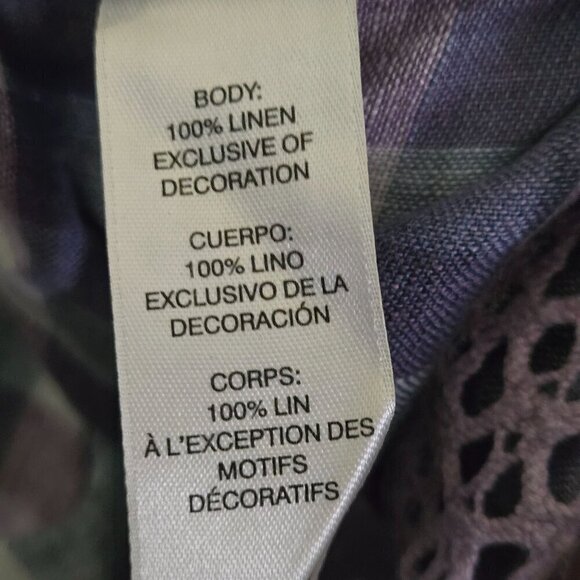 BODY:
100% LINEN
EXCLUSIVE OF
DECORATION
CUERPO:
100% LINO
EXCLUSIVO DE LA
DECORACIÓN
CORPS:
100% LIN
À L'EXCEPTION DES
MOTIFS
DÉCORATIFS